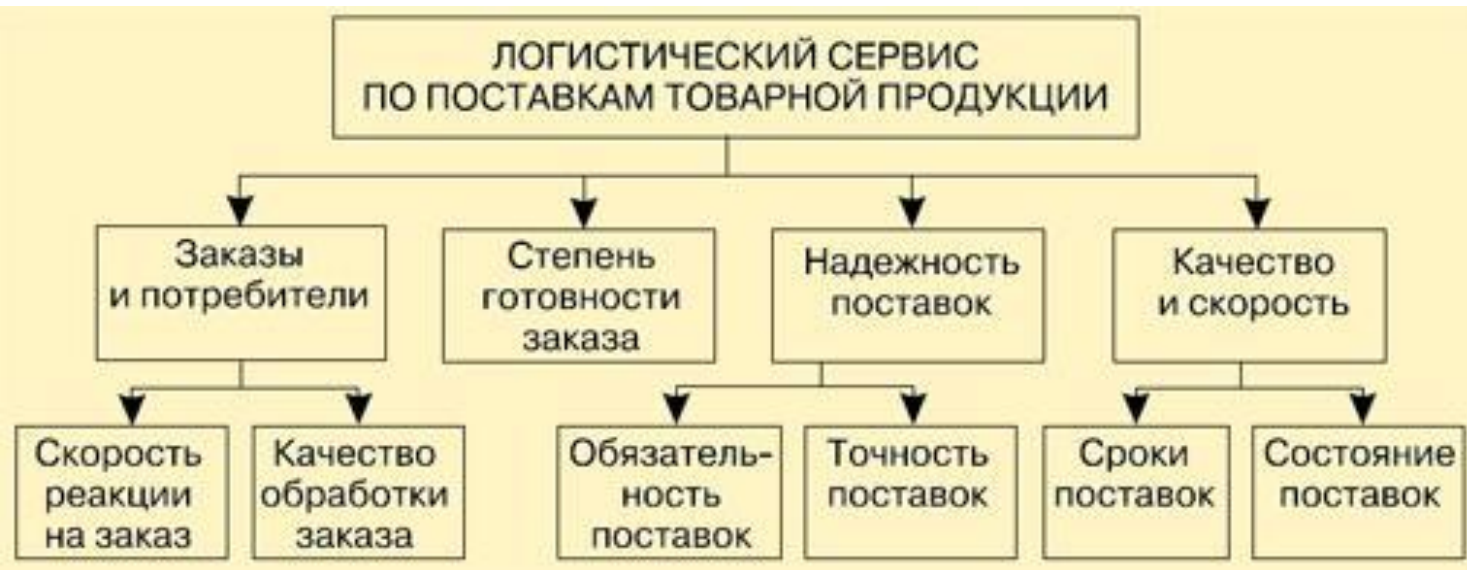 ЛОГИСТИЧЕСКИЙ СЕРВИС
ПО ПОСТАВКАМ ТОВАРНОЙ ПРОДУКЦИИ
Заказы
и потребители
Степень
готовности
заказа
Надежность
поставок
Качество
и скорость
Скорость
реакции
на заказ
Качество
обработки
заказа
Обязатель-
ность
поставок
Точность
поставок
Сроки
поставок
Состояние
поставок